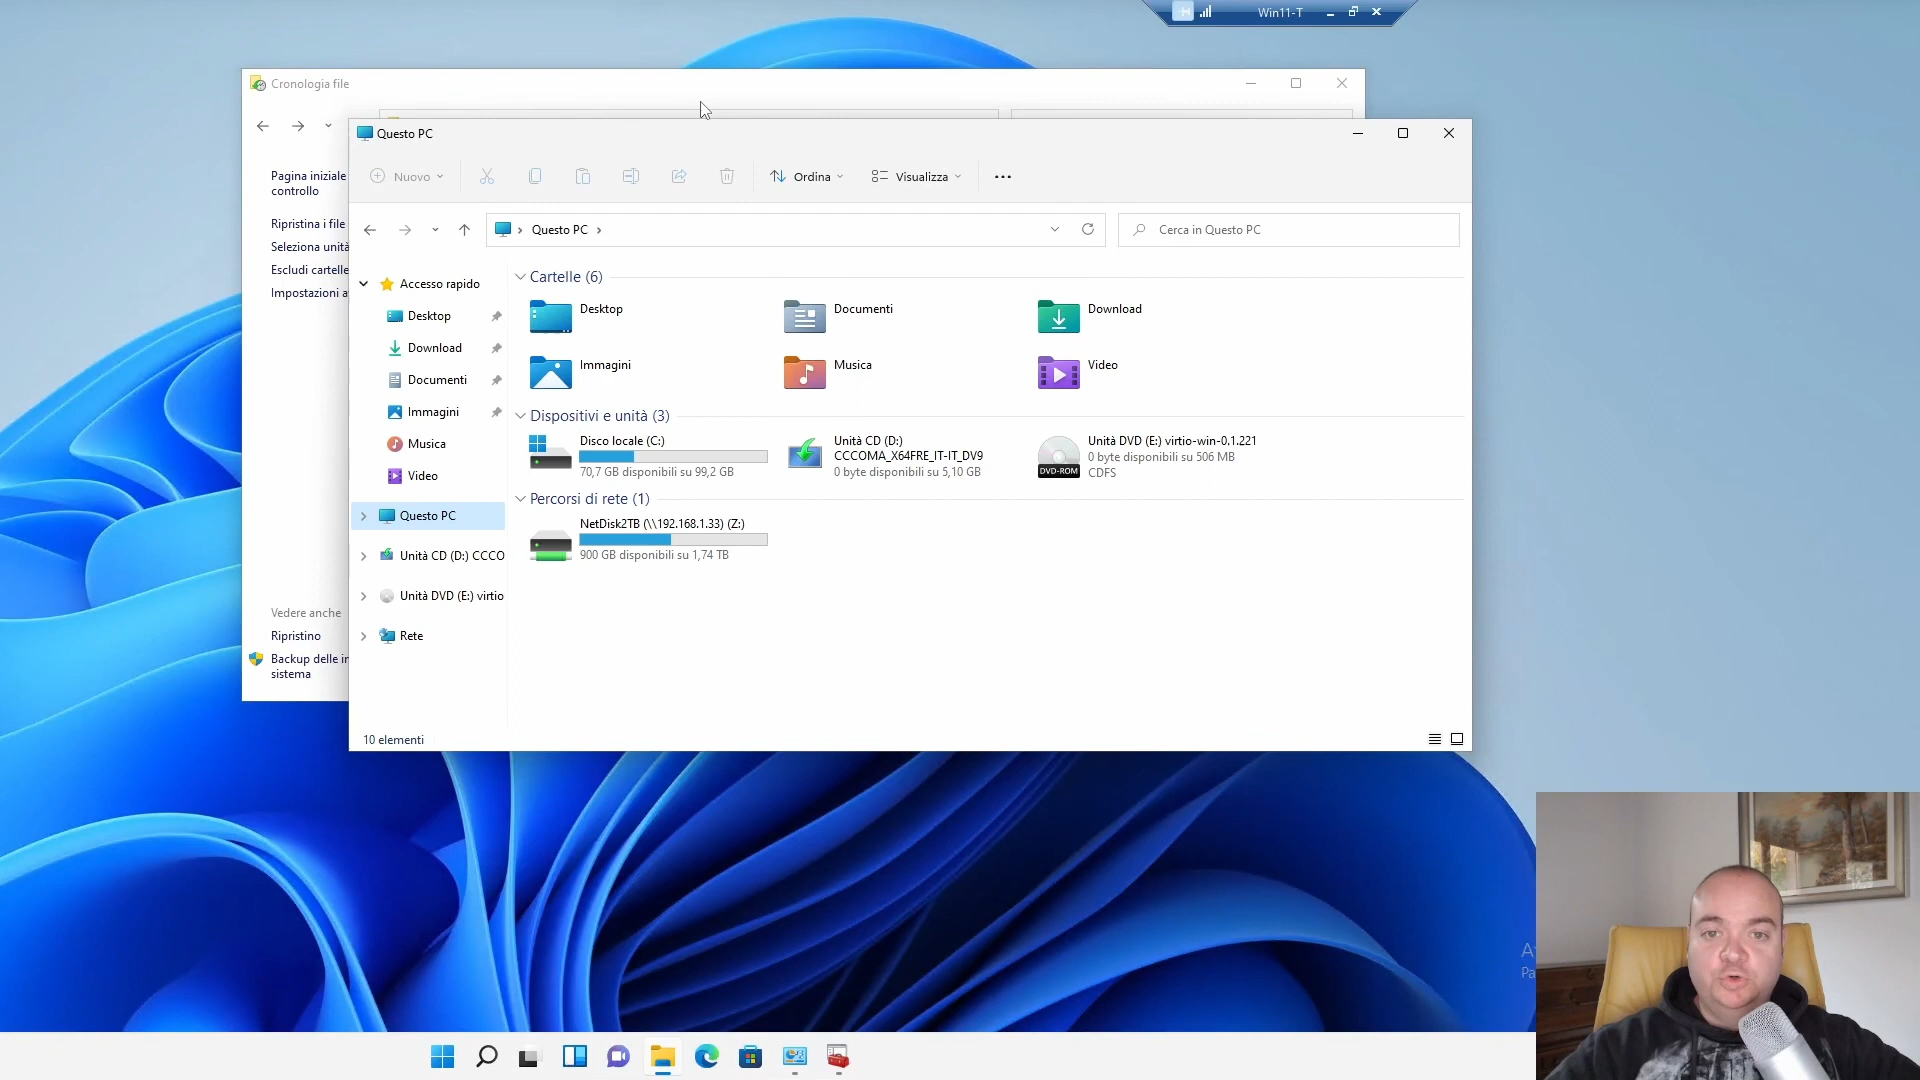 Win11-T
Cronologia file
Pagina iniziale
controllo
Ripristina i file
Seleziona unità
Escludi cartelle
Impostazioni a
Vedere anche
Ripristino
Backup delle
sistema
Questo PC
Nuovo
Ordina
Visualizza
Questo PC
Cerca in Questo PC
Accesso rapido
Desktop
Download
Documenti
Immagini
Musica
Video
Questo PC
Unità CD (D:) CCCO
Unità DVD (E:) virtio
Rete
Cartelle (6)
Desktop
Documenti
Download
Immagini
Musica
Video
Dispositivi e unità (3)
Disco locale (C:)
70,7 GB disponibili su 99,2 GB
Unità CD (D:)
CCCOMA_X64FRE_IT-IT_DV9
0 byte disponibili su 5,10 GB
Unità DVD (E:) virtio-win-0.1.221
0 byte disponibili su 506 MB
CDFS
DVD-ROM
Percorsi di rete (1)
NetDisk2TB (\\192.168.1.33) (Z:)
900 GB disponibili su 1,74 TB
10 elementi